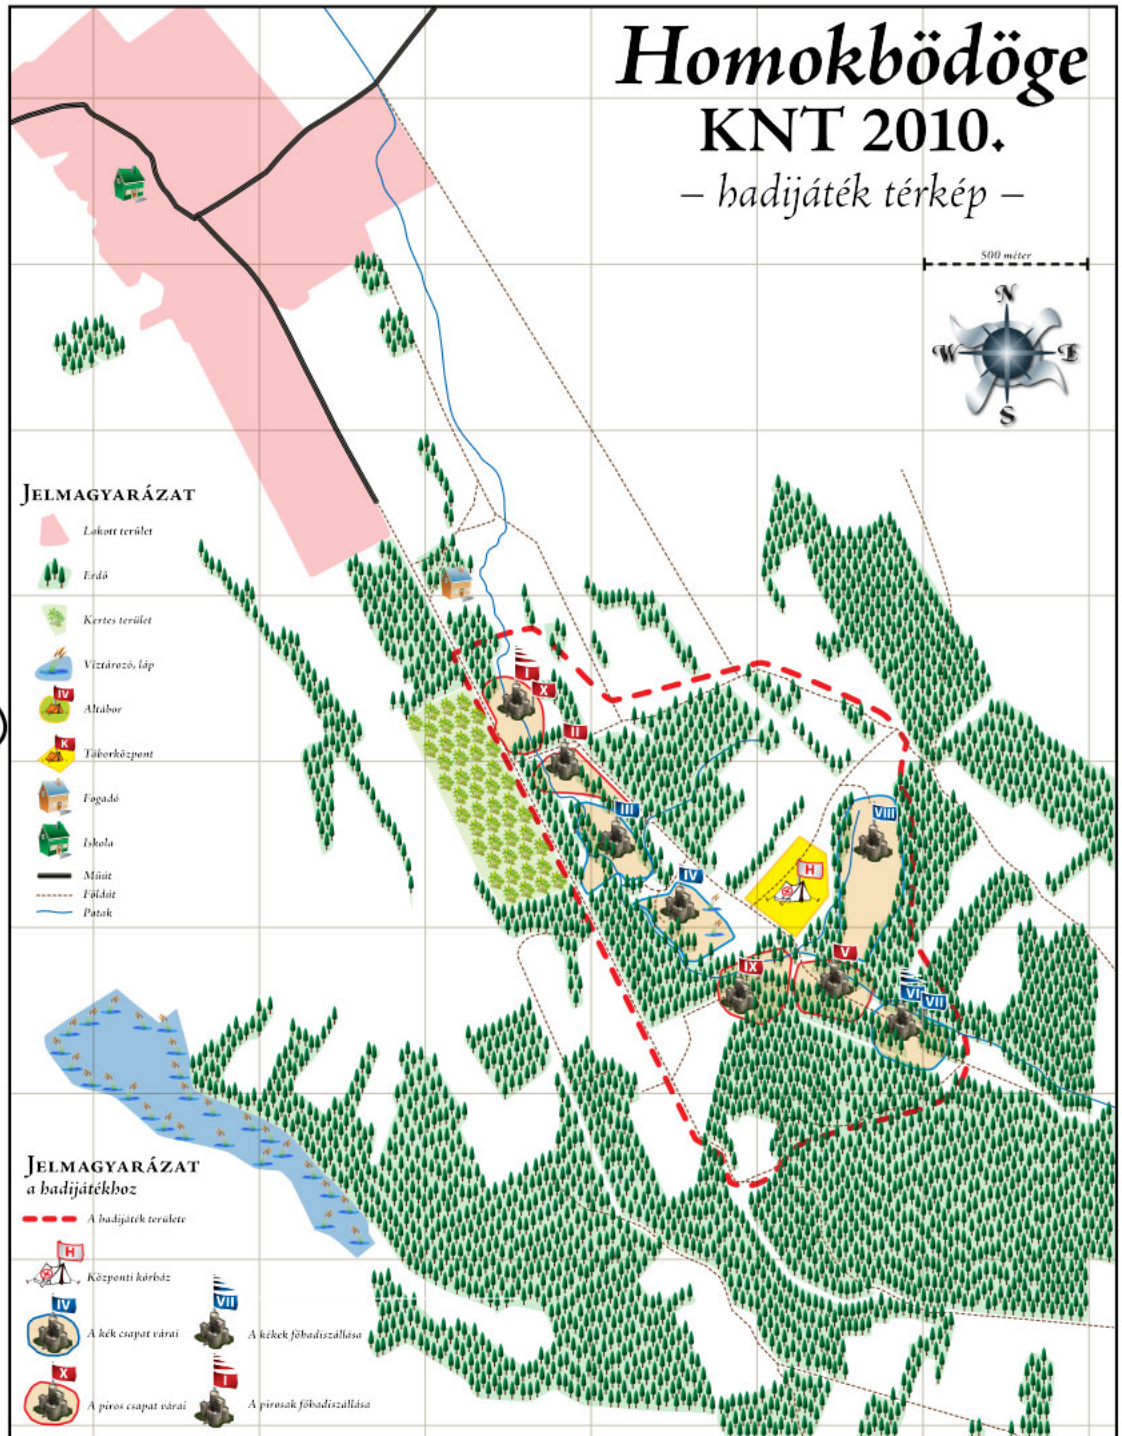 Homokbödöge
KNT 2010.
– hadijáték térkép –
500 méter
N
W E
S
JELMAGYARÁZAT
Lakott terület
Erdő
Kertes terület
Víztározó, láp
IV
Altábor
K
Táborközpont
Fogadó
Iskola
Műút
Földút
Patak
I
X
II
III
IV
VIII
H
IX
V
VI
VII
JELMAGYARÁZAT
a hadijátékhoz
A hadijáték területe
H
Központi kórház
IV
A kék csapat várai
VII
A kékek főhadiszállása
X
A piros csapat várai
I
A pirosak főhadiszállása